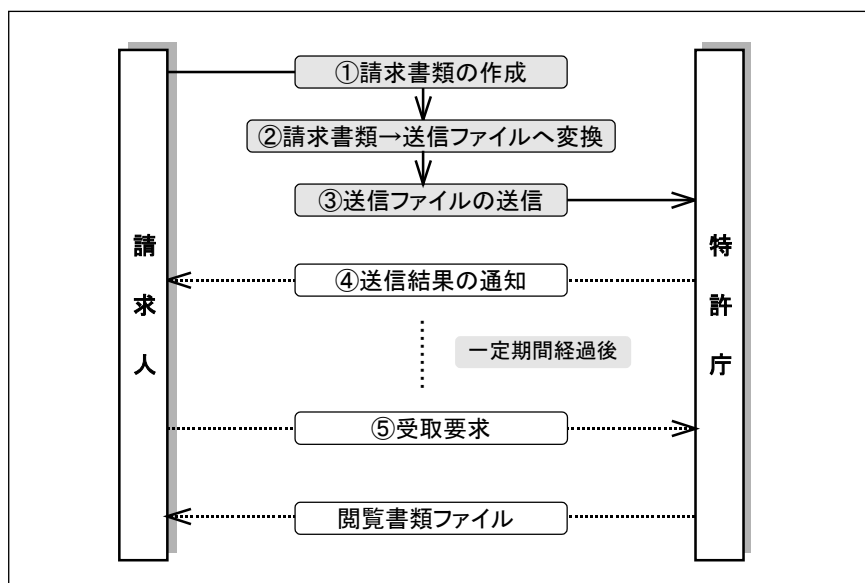 ①請求書類の作成
②請求書類→送信ファイルへ変換
③送信ファイルの送信
請求人
特許庁
④送信結果の通知
一定期間経過後
⑤受取要求
閲覧書類ファイル